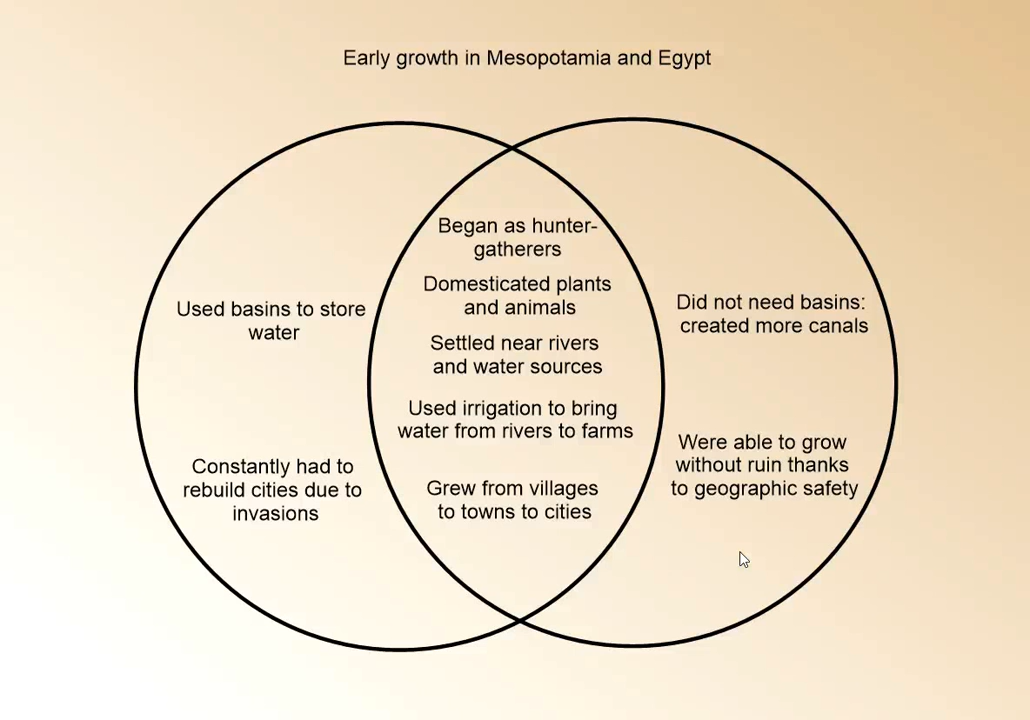 Early growth in Mesopotamia and Egypt
Used basins to store
water
Constantly had to
rebuild cities due to
invasions
Began as hunter-
gatherers
Domesticated plants
and animals
Settled near rivers
and water sources
Used irrigation to bring
water from rivers to farms
Grew from villages
to towns to cities
Did not need basins:
created more canals
Were able to grow
without ruin thanks
to geographic safety